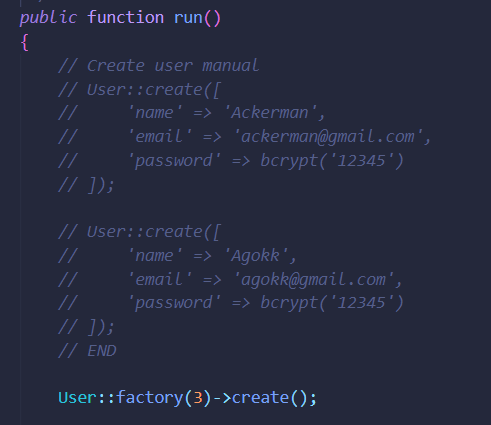 public function run()
{
    // Create user manual
    // User::create([
    //     'name' => 'Ackerman',
    //     'email' => 'ackerman@gmail.com',
    //     'password' => bcrypt('12345')
    // ]);

    // User::create([
    //     'name' => 'Agokk',
    //     'email' => 'agokk@gmail.com',
    //     'password' => bcrypt('12345')
    // ]);
    // END

    User::factory(3)->create();